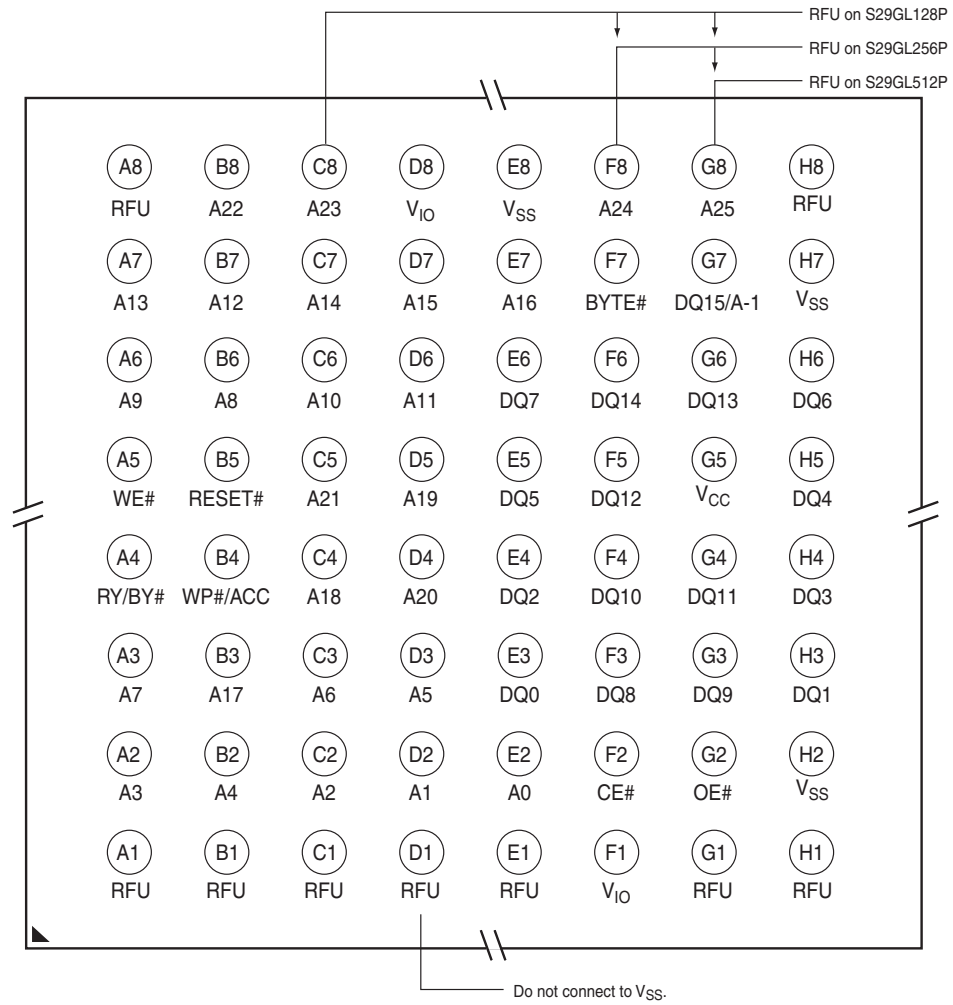 RFU on S29GL128P
RFU on S29GL256P
RFU on S29GL512P
A8 B8 C8 D8 E8 F8 G8 H8
RFU A22 A23 VIO VSS A24 A25 RFU
A7 B7 C7 D7 E7 F7 G7 H7
A13 A12 A14 A15 A16 BYTE# DQ15/A-1 VSS
A6 B6 C6 D6 E6 F6 G6 H6
A9 A8 A10 A11 DQ7 DQ14 DQ13 DQ6
A5 B5 C5 D5 E5 F5 G5 H5
WE# RESET# A21 A19 DQ5 DQ12 VCC DQ4
A4 B4 C4 D4 E4 F4 G4 H4
RY/BY# WP#/ACC A18 A20 DQ2 DQ10 DQ11 DQ3
A3 B3 C3 D3 E3 F3 G3 H3
A7 A17 A6 A5 DQ0 DQ8 DQ9 DQ1
A2 B2 C2 D2 E2 F2 G2 H2
A3 A4 A2 A1 A0 CE# OE# VSS
A1 B1 C1 D1 E1 F1 G1 H1
RFU RFU RFU RFU RFU VIO RFU RFU
Do not connect to VSS.